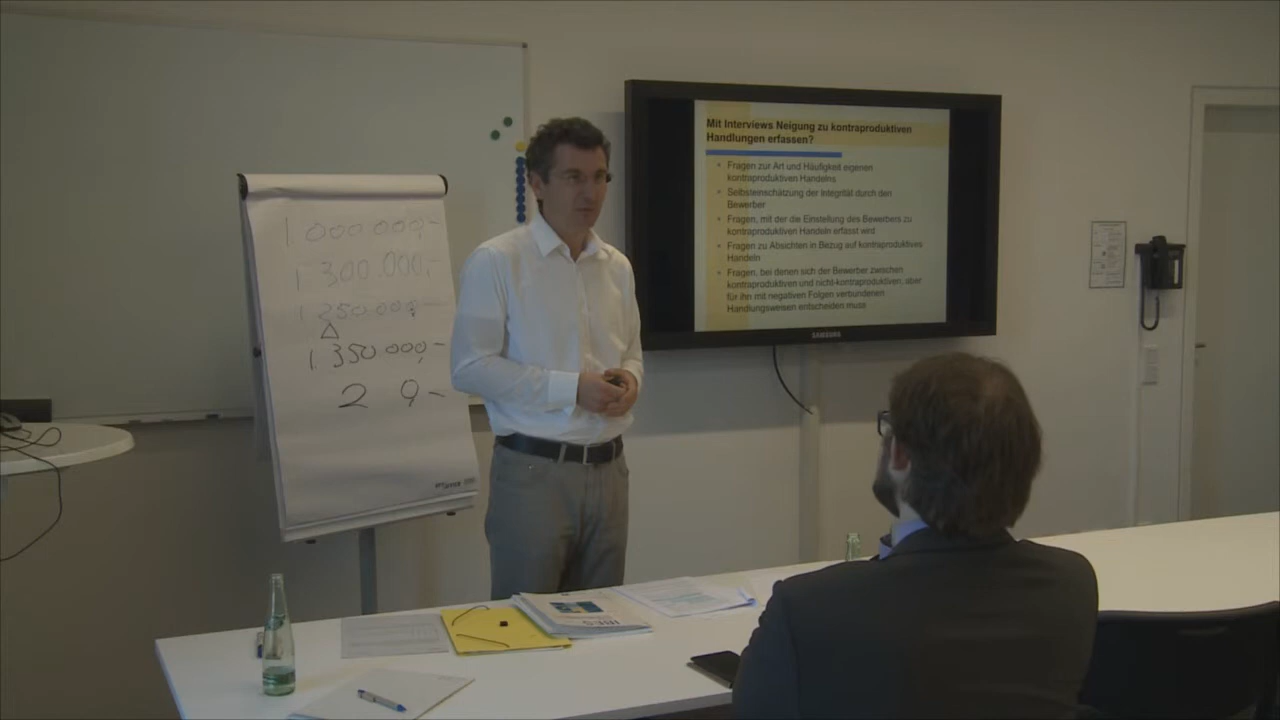 1 000 000,-
1 300.000,-
1 250 000,-
1.350 000,-
2 9-
Mit Interviews Neigung zu kontraproduktiven
Handlungen erfassen?
Fragen zur Art und Häufigkeit eigenen
kontraproduktiven Handelns
Selbsteinschätzung der Integrität durch den
Bewerber
Fragen, mit der die Einstellung des Bewerbers zu
kontraproduktiven Handeln erfasst wird
Fragen zu Absichten in Bezug auf kontraproduktives
Handeln
Fragen, bei denen sich der Bewerber zwischen
kontraproduktiven und nicht-kontraproduktiven, aber
für ihn mit negativen Folgen verbundenen
Handlungsweisen entscheiden muss
SAMSUNG